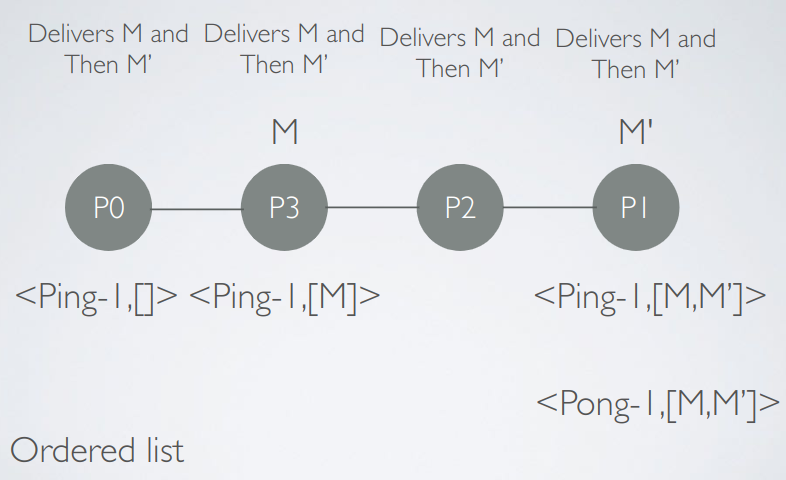 Delivers M and
Then M’
Delivers M and
Then M’
Delivers M and
Then M’
Delivers M and
Then M’
M
M'
P0
P3
P2
P1
<Ping-1,[]>
<Ping-1,[M]>
<Ping-1,[M,M’]>
<Pong-1,[M,M’]>
Ordered list